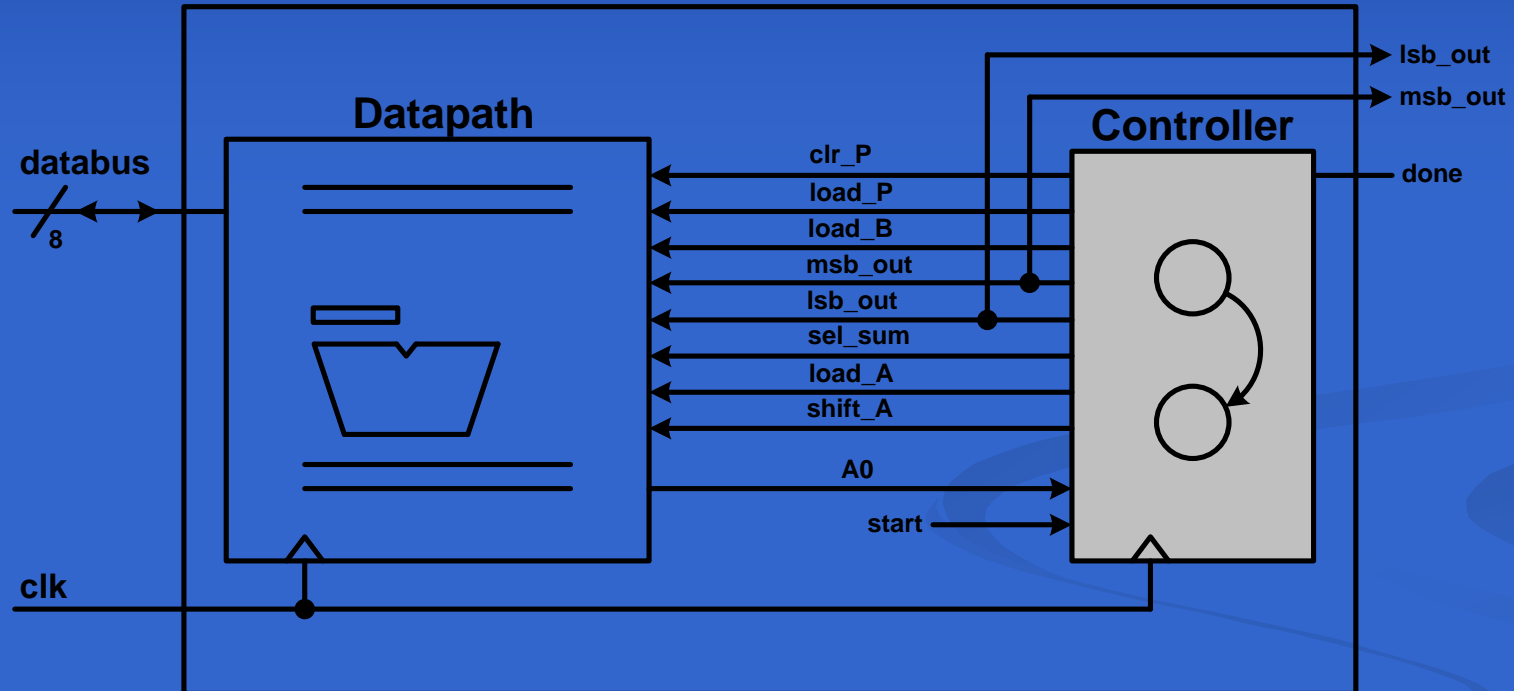 lsb_out
msb_out
Datapath
Controller
databus
8
clr_P
load_P
load_B
msb_out
lsb_out
sel_sum
load_A
shift_A
A0
start
done
clk